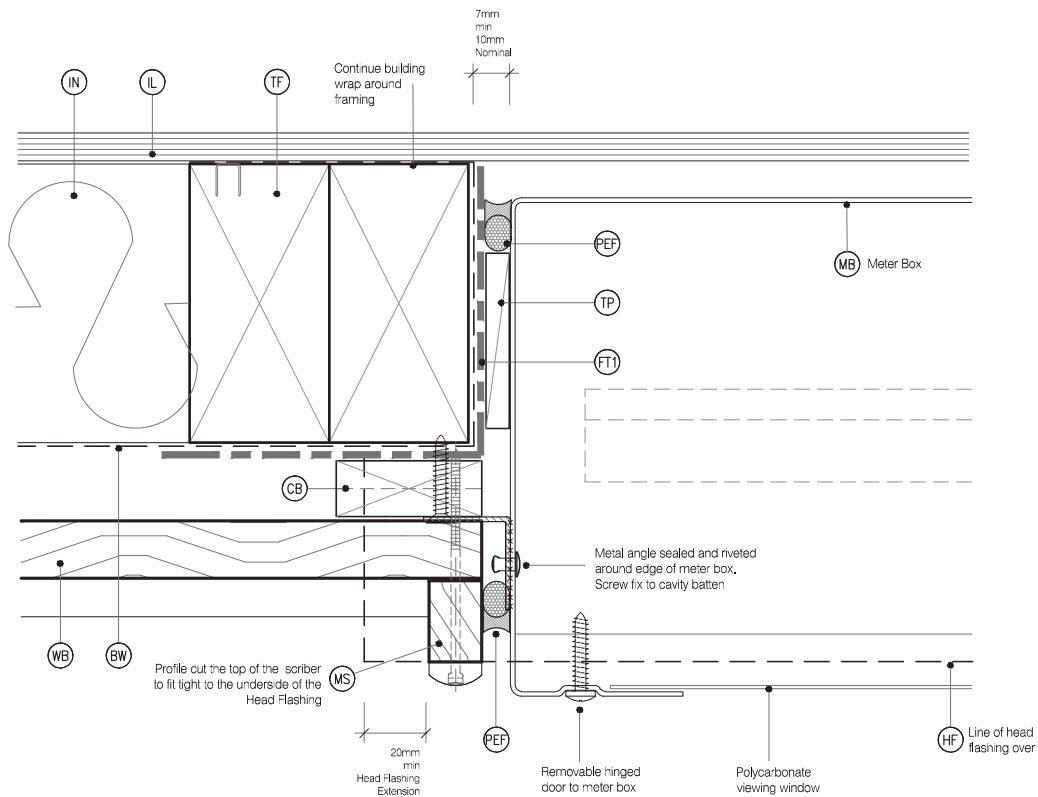 7mm
min
10mm
Nominal
Continue building
wrap around
framing
IN
IL
TF
PEF
MB
Meter Box
TP
FT1
CB
Metal angle sealed and riveted
around edge of meter box.
Screw fix to cavity batten
WB
BW
Profile cut the top of the scriber
to fit tight to the underside of the
Head Flashing
MS
PEF
HF
Line of head
flashing over
20mm
min
Head Flashing
Extension
Removable hinged
door to meter box
Polycarbonate
viewing window